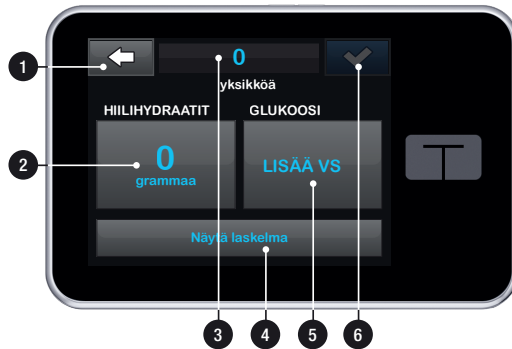 0
yksikköä
HIILIHYDRAATIT GLUKOOSI
0
grammaa
LISÄÄ VS
Näytä laskelma
1
2
3
4
5
6